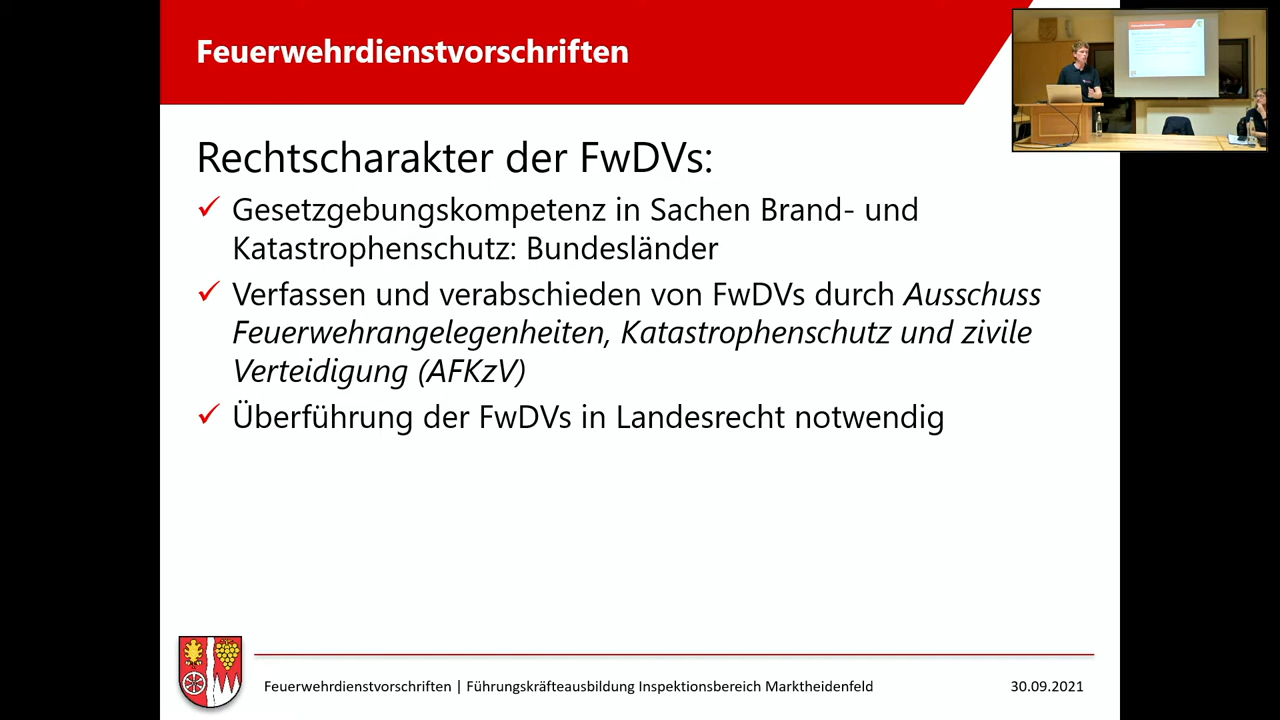 Feuerwehrdienstvorschriften
Rechtscharakter der FwDVs:
Gesetzgebungskompetenz in Sachen Brand- und
Katastrophenschutz: Bundesländer
Verfassen und verabschieden von FwDVs durch Ausschuss
Feuerwehrangelegenheiten, Katastrophenschutz und zivile
Verteidigung (AFKzV)
Überführung der FwDVs in Landesrecht notwendig
Feuerwehrdienstvorschriften | Führungskräfteausbildung Inspektionsbereich Marktheidenfeld
30.09.2021